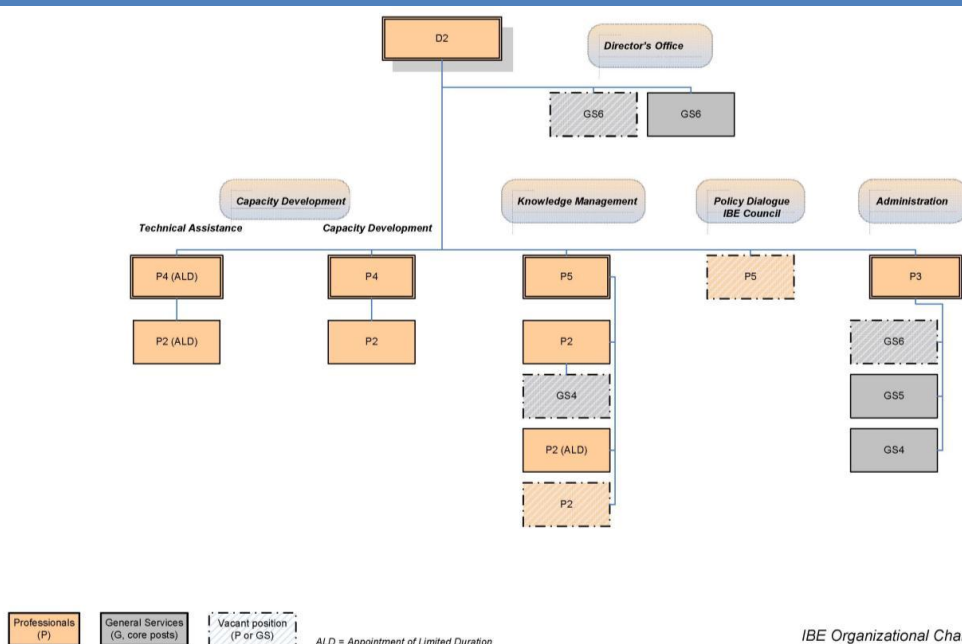 D2
Director's Office
GS6
GS6
Capacity Development
Knowledge Management
Policy Dialogue
IBE Council
Administration
Technical Assistance
Capacity Development
P4 (ALD)
P4
P5
P5
P3
P2 (ALD)
P2
P2
GS6
GS4
GS5
P2 (ALD)
GS4
P2
Professionals
(P)
General Services
(G, core posts)
Vacant position
(P or GS)
ALD = Appointment of Limited Duration
IBE Organizational Cha